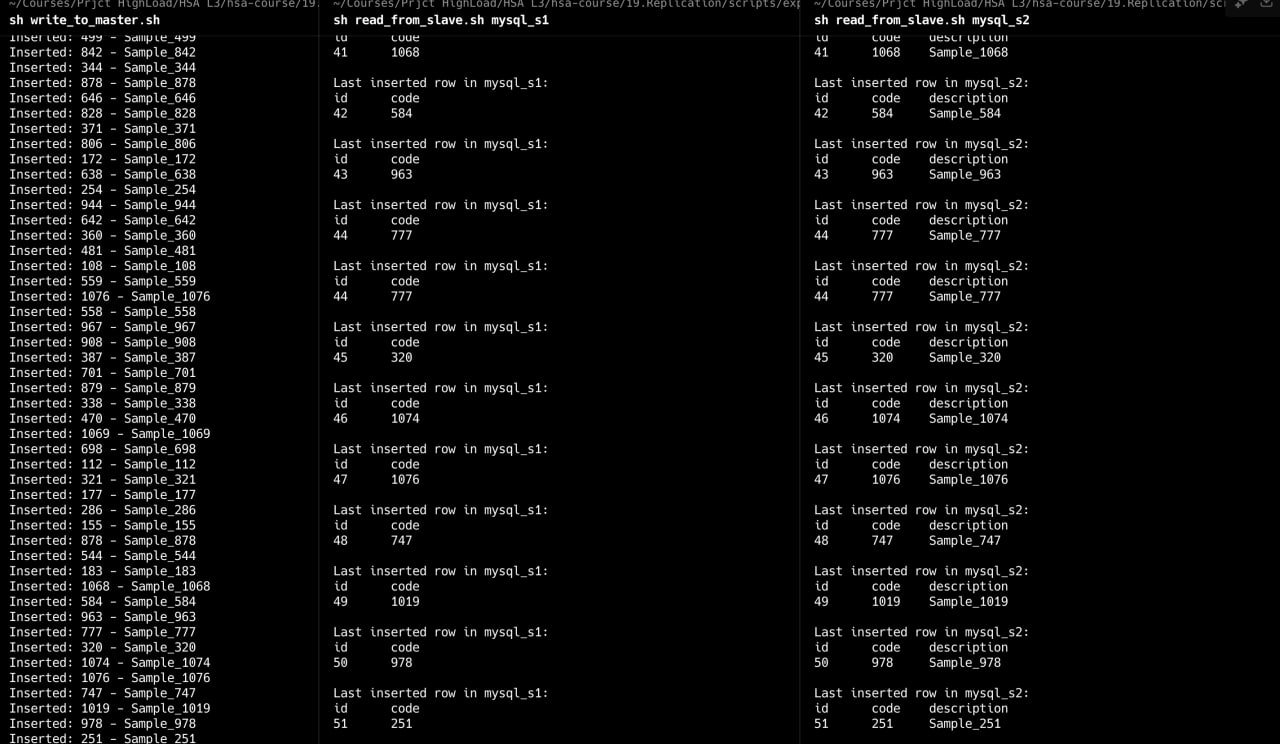 ~/Courses/Prjct HighLoad/HSA L3/hsa-course/19.
sh write_to_master.sh
Inserted: 499 – Sample_499
Inserted: 842 – Sample_842
Inserted: 344 – Sample_344
Inserted: 878 – Sample_878
Inserted: 646 – Sample_646
Inserted: 828 – Sample_828
Inserted: 371 – Sample_371
Inserted: 806 – Sample_806
Inserted: 172 – Sample_172
Inserted: 638 – Sample_638
Inserted: 254 – Sample_254
Inserted: 944 – Sample_944
Inserted: 642 – Sample_642
Inserted: 360 – Sample_360
Inserted: 481 – Sample_481
Inserted: 108 – Sample_108
Inserted: 559 – Sample_559
Inserted: 1076 – Sample_1076
Inserted: 558 – Sample_558
Inserted: 967 – Sample_967
Inserted: 908 – Sample_908
Inserted: 387 – Sample_387
Inserted: 701 – Sample_701
Inserted: 879 – Sample_879
Inserted: 338 – Sample_338
Inserted: 470 – Sample_470
Inserted: 1069 – Sample_1069
Inserted: 698 – Sample_698
Inserted: 112 – Sample_112
Inserted: 321 – Sample_321
Inserted: 177 – Sample_177
Inserted: 286 – Sample_286
Inserted: 155 – Sample_155
Inserted: 878 – Sample_878
Inserted: 544 – Sample_544
Inserted: 183 – Sample_183
Inserted: 1068 – Sample_1068
Inserted: 584 – Sample_584
Inserted: 963 – Sample_963
Inserted: 777 – Sample_777
Inserted: 320 – Sample_320
Inserted: 1074 – Sample_1074
Inserted: 1076 – Sample_1076
Inserted: 747 – Sample_747
Inserted: 1019 – Sample_1019
Inserted: 978 – Sample_978
Inserted: 251 – Sample_251
~/Courses/Prjct HighLoad/HSA L3/hsa-course/19.Replication/scripts/exp
sh read_from_slave.sh mysql_s1
id code
41 1068
Last inserted row in mysql_s1:
id code
42 584
Last inserted row in mysql_s1:
id code
43 963
Last inserted row in mysql_s1:
id code
44 777
Last inserted row in mysql_s1:
id code
44 777
Last inserted row in mysql_s1:
id code
45 320
Last inserted row in mysql_s1:
id code
46 1074
Last inserted row in mysql_s1:
id code
47 1076
Last inserted row in mysql_s1:
id code
48 747
Last inserted row in mysql_s1:
id code
49 1019
Last inserted row in mysql_s1:
id code
50 978
Last inserted row in mysql_s1:
id code
51 251
~/Courses/Prjct HighLoad/HSA L3/hsa-course/19.Replication/scr
sh read_from_slave.sh mysql_s2
id code description
41 1068 Sample_1068
Last inserted row in mysql_s2:
id code description
42 584 Sample_584
Last inserted row in mysql_s2:
id code description
43 963 Sample_963
Last inserted row in mysql_s2:
id code description
44 777 Sample_777
Last inserted row in mysql_s2:
id code description
44 777 Sample_777
Last inserted row in mysql_s2:
id code description
45 320 Sample_320
Last inserted row in mysql_s2:
id code description
46 1074 Sample_1074
Last inserted row in mysql_s2:
id code description
47 1076 Sample_1076
Last inserted row in mysql_s2:
id code description
48 747 Sample_747
Last inserted row in mysql_s2:
id code description
49 1019 Sample_1019
Last inserted row in mysql_s2:
id code description
50 978 Sample_978
Last inserted row in mysql_s2:
id code description
51 251 Sample_251